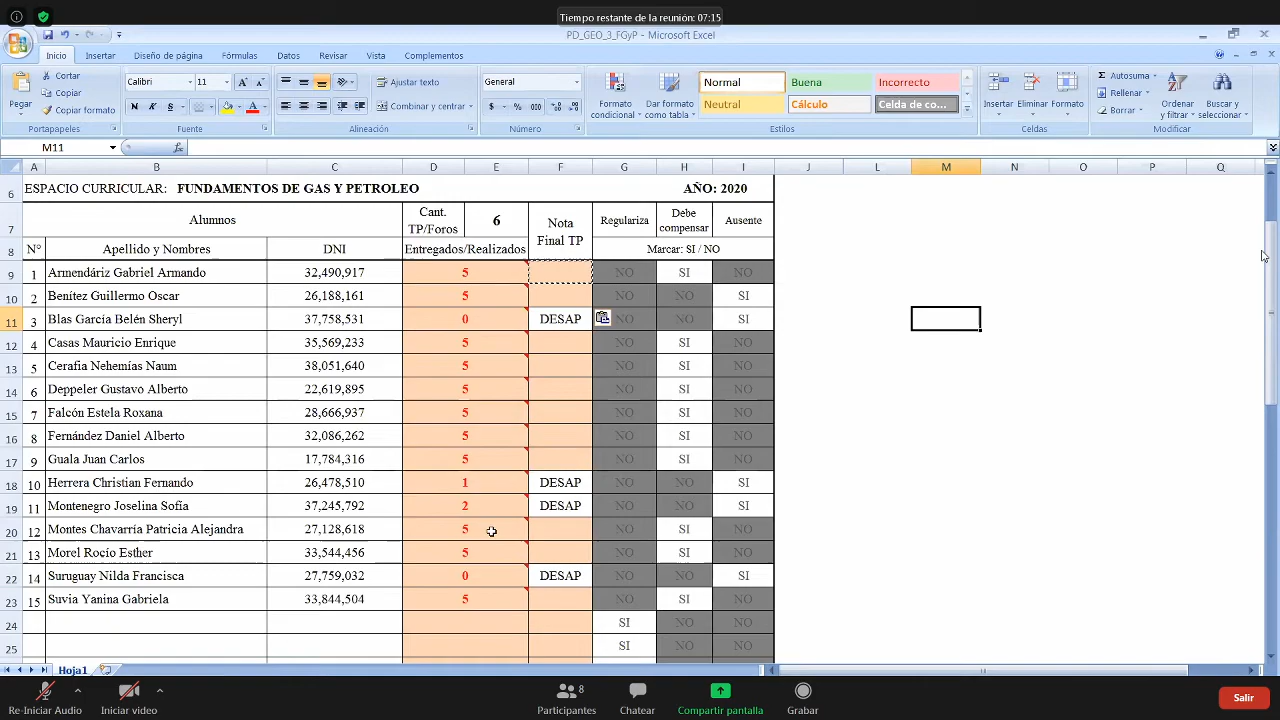 Tiempo restante de la reunión: 07:15
PD_GEO_3_FGyP - Microsoft Excel
Inicio Insertar Diseño de página Fórmulas Datos Revisar Vista Complementos
Cortar
Copiar
Copiar formato
Pegar
Portapapeles
Calibri 11
N K S
Fuente
Ajustar texto
Combinar y centrar
Alineación
General
$ % 000
Número
Formato condicional
Dar formato como tabla
Normal Buena Incorrecto
Neutral Cálculo Celda de co...
Estilos
Insertar Eliminar Formato
Celdas
Autosuma
Rellenar
Borrar
Ordenar y filtrar
Buscar y seleccionar
Modificar
M11 fx
A B C D E F G H I J L M N O P Q
6 ESPACIO CURRICULAR: FUNDAMENTOS DE GAS Y PETROLEO AÑO: 2020
7 Alumnos Cant. TP/Foros 6 Nota Final TP Regulariza Debe compensar Ausente
8 N° Apellido y Nombres DNI Entregados/Realizados Marcar: SI / NO
9 1 Armendáriz Gabriel Armando 32,490,917 5 NO SI NO
10 2 Benítez Guillermo Oscar 26,188,161 5 NO NO SI
11 3 Blas García Belén Sheryl 37,758,531 0 DESAP NO NO SI
12 4 Casas Mauricio Enrique 35,569,233 5 NO SI NO
13 5 Cerafia Nehemías Naum 38,051,640 5 NO SI NO
14 6 Deppeler Gustavo Alberto 22,619,895 5 NO SI NO
15 7 Falcón Estela Roxana 28,666,937 5 NO SI NO
16 8 Fernández Daniel Alberto 32,086,262 5 NO SI NO
17 9 Guala Juan Carlos 17,784,316 5 NO SI NO
18 10 Herrera Christian Fernando 26,478,510 1 DESAP NO NO SI
19 11 Montenegro Joselina Sofía 37,245,792 2 DESAP NO NO SI
20 12 Montes Chavarría Patricia Alejandra 27,128,618 5 NO SI NO
21 13 Morel Rocío Esther 33,544,456 5 NO SI NO
22 14 Suruguay Nilda Francisca 27,759,032 0 DESAP NO NO SI
23 15 Suvia Yanina Gabriela 33,844,504 5 NO SI NO
24 SI NO NO
25 SI NO NO
Hoja1
Re-Iniciar Audio Iniciar video Participantes 8 Chatear Compartir pantalla Grabar Salir